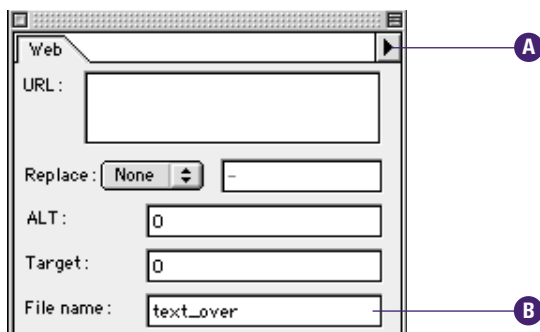 Web
A
URL:
Replace: None -
ALT: 0
Target: 0
File name: text_over
B